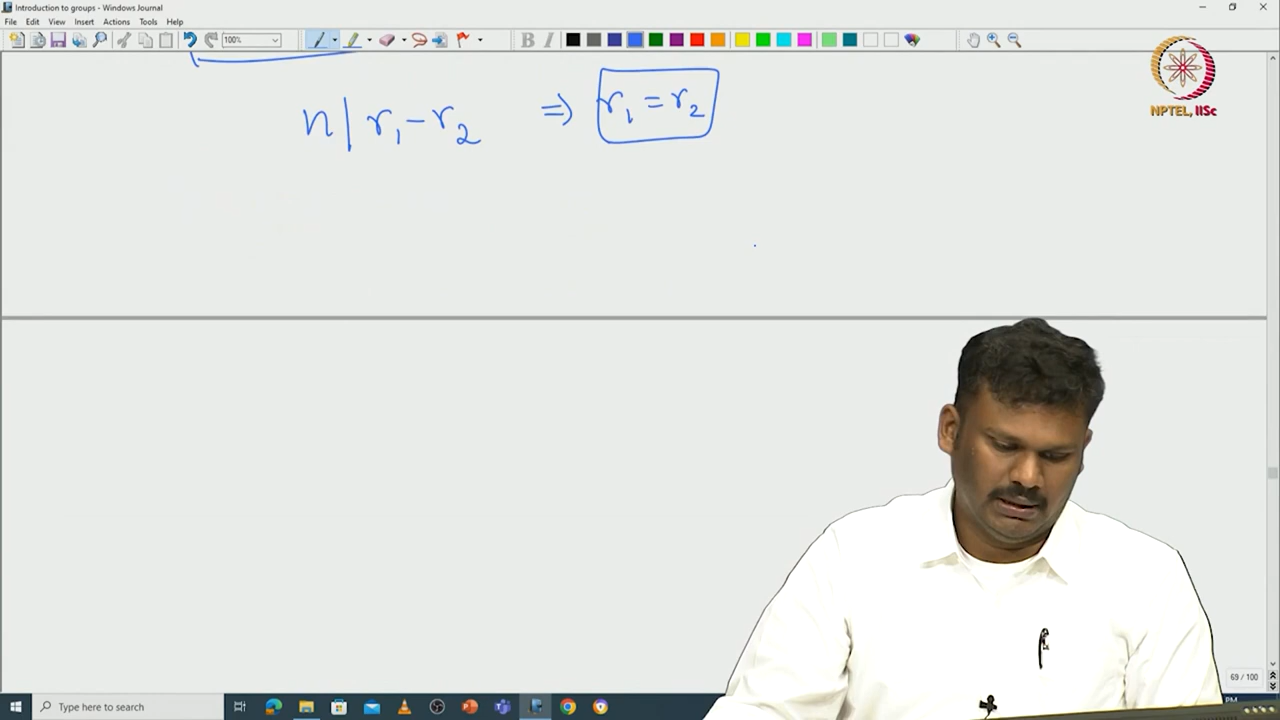 Introduction to groups - Windows Journal
File Edit View Insert Actions Tools Help
100%
B I
n | r₁ - r₂ ⇒ r₁ = r₂
NPTEL, IISc
69 / 100
Type here to search
PM